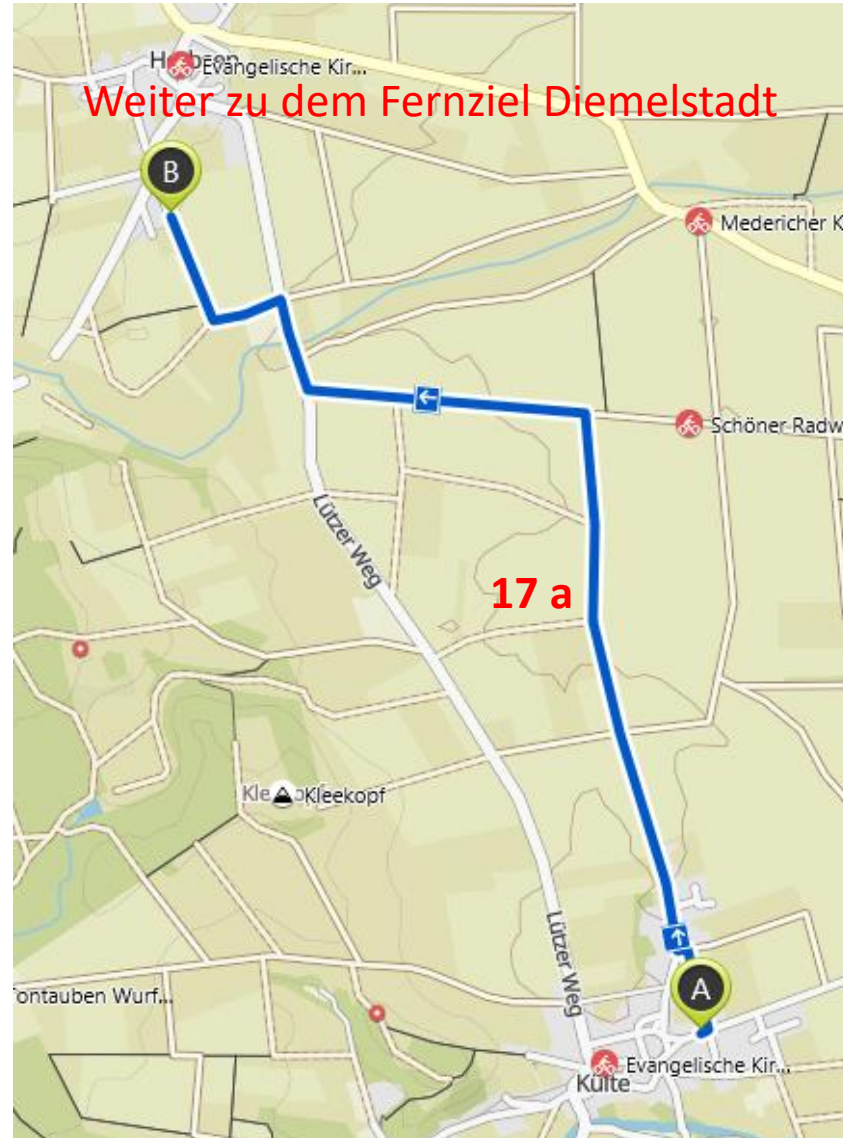 Evangelische Kir...
Weiter zu dem Fernziel Diemelstadt
B
Medericher K
Schöner Radw
Lützer Weg
17 a
Kleekopf
Lützer Weg
A
Tontauben Wurf...
Evangelische Kir...
Külte